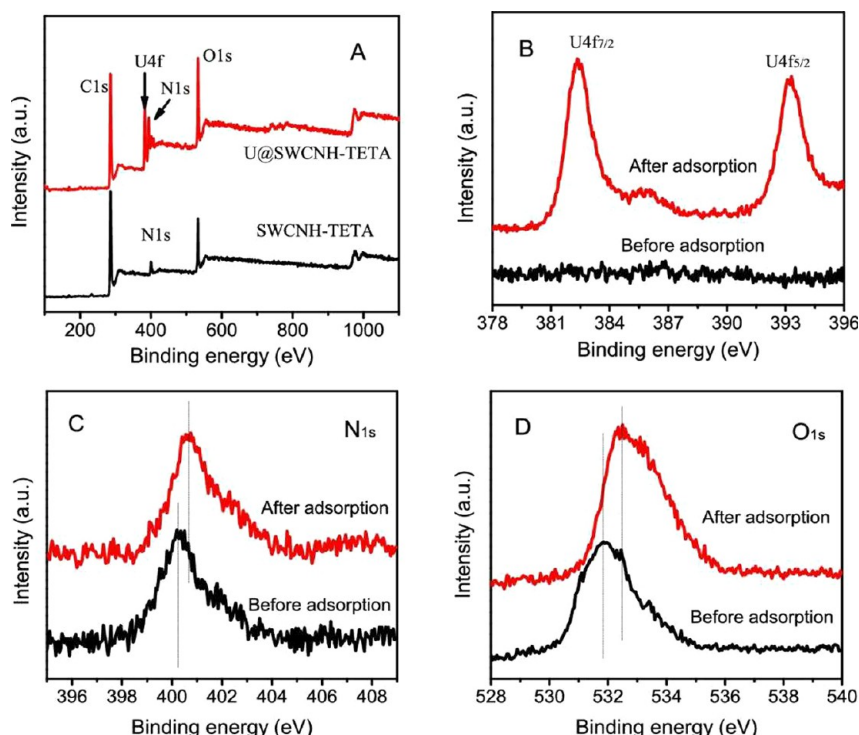 A
U4f
O1s
C1s
N1s
U@SWCNH-TETA
N1s
SWCNH-TETA
Intensity (a.u.)
200 400 600 800 1000
Binding energy (eV)
B
U4f7/2
U4f5/2
After adsorption
Before adsorption
Intensity (a.u.)
378 381 384 387 390 393 396
Binding energy (eV)
C
N1s
After adsorption
Before adsorption
Intensity (a.u.)
396 398 400 402 404 406 408
Binding energy (eV)
D
O1s
After adsorption
Before adsorption
Intensity (a.u.)
528 530 532 534 536 538 540
Binding energy (eV)